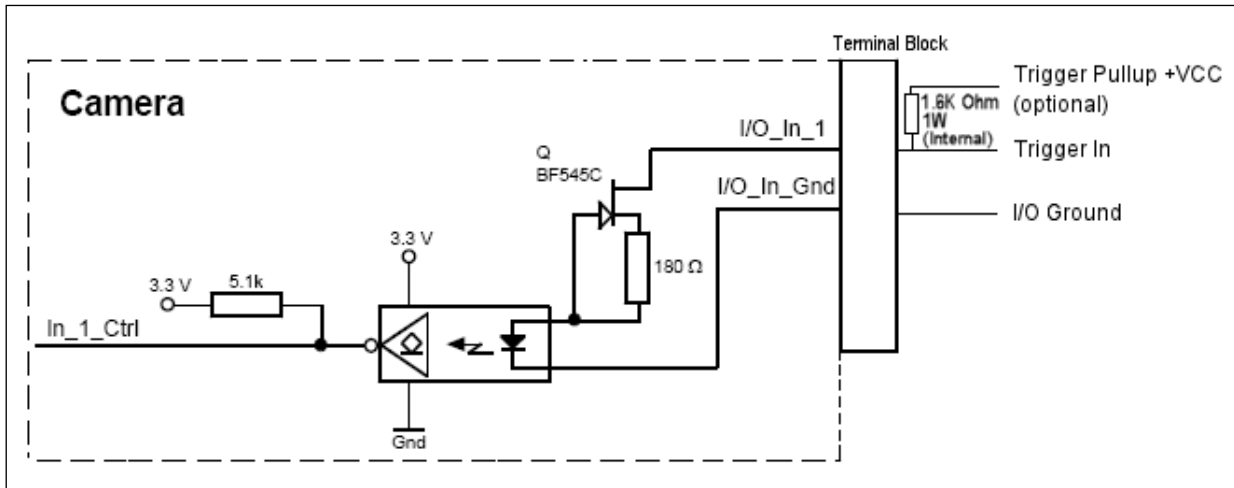 Terminal Block
Camera
Trigger Pullup +VCC
(optional)
1.6K Ohm
1W
(Internal)
I/O_In_1
Trigger In
Q
BF545C
I/O_In_Gnd
I/O Ground
3.3 V
180 Ω
3.3 V
5.1k
In_1_Ctrl
Gnd